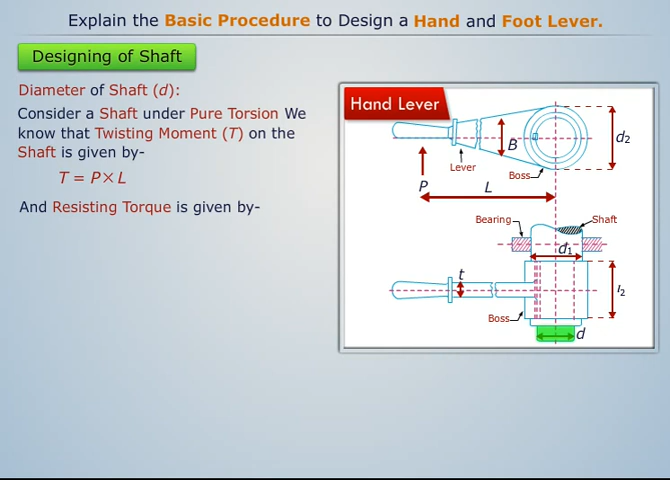 Explain the Basic Procedure to Design a Hand and Foot Lever.
Designing of Shaft
Diameter of Shaft (d):
Consider a Shaft under Pure Torsion We
know that Twisting Moment (T) on the
Shaft is given by-
T = P×L
And Resisting Torque is given by-
Hand Lever
B
d2
Lever
Boss
P
L
Bearing
Shaft
d1
t
l2
Boss
d